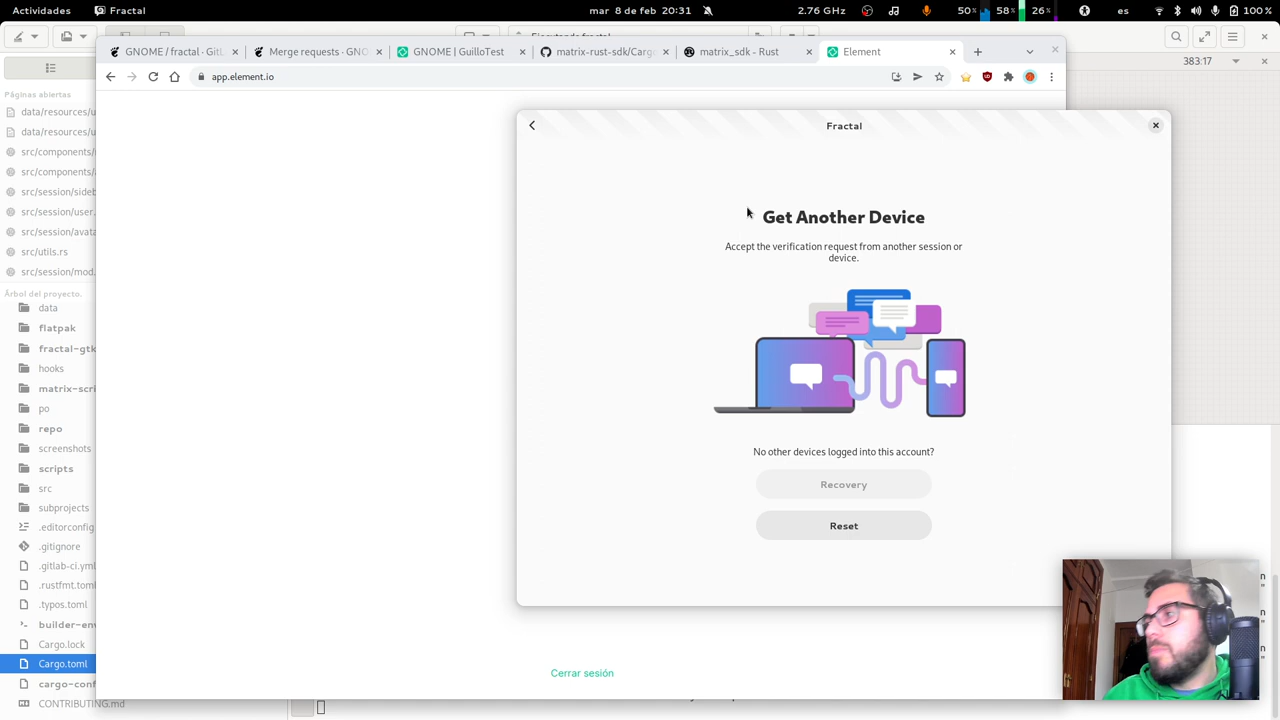 Actividades
Fractal
mar 8 de feb 20:31
2.76 GHz
50%
58%
26%
es
100%
383:17
GNOME / fractal · GitL
Merge requests · GNO
GNOME | GuilloTest
matrix-rust-sdk/Cargo
matrix_sdk - Rust
Element
app.element.io
Páginas abiertas
data/resources/u
data/resources/u
src/components/
src/components/
src/session/sideb
src/session/user.
src/session/avata
src/utils.rs
src/session/mod.
Árbol del proyecto.
data
flatpak
fractal-gtk
hooks
matrix-scri
po
repo
screenshots
scripts
src
subprojects
.editorconfig
.gitignore
.gitlab-ci.yml
.rustfmt.toml
.typos.toml
builder-env
Cargo.lock
Cargo.toml
cargo-conf
CONTRIBUTING.md
Fractal
Get Another Device
Accept the verification request from another session or
device.
No other devices logged into this account?
Recovery
Reset
Cerrar sesión